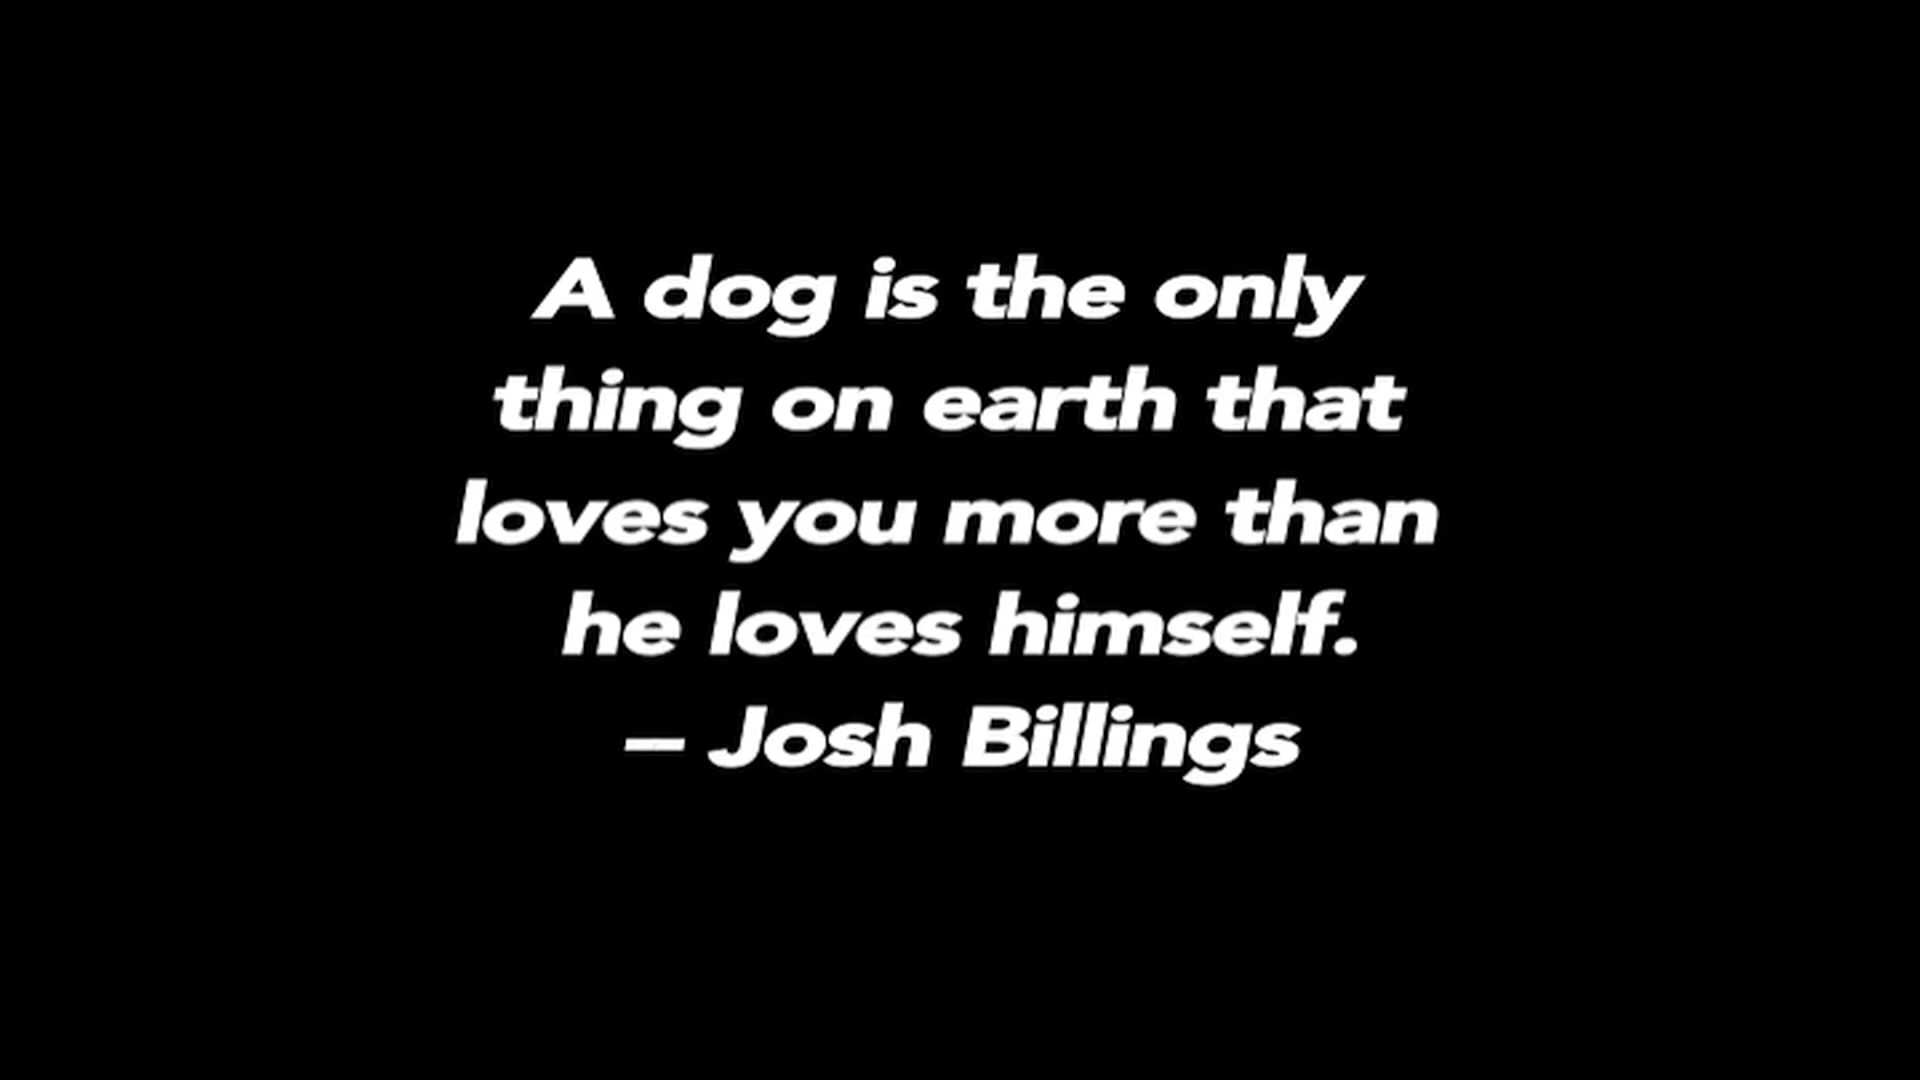 A dog is the only
thing on earth that
loves you more than
he loves himself.
– Josh Billings